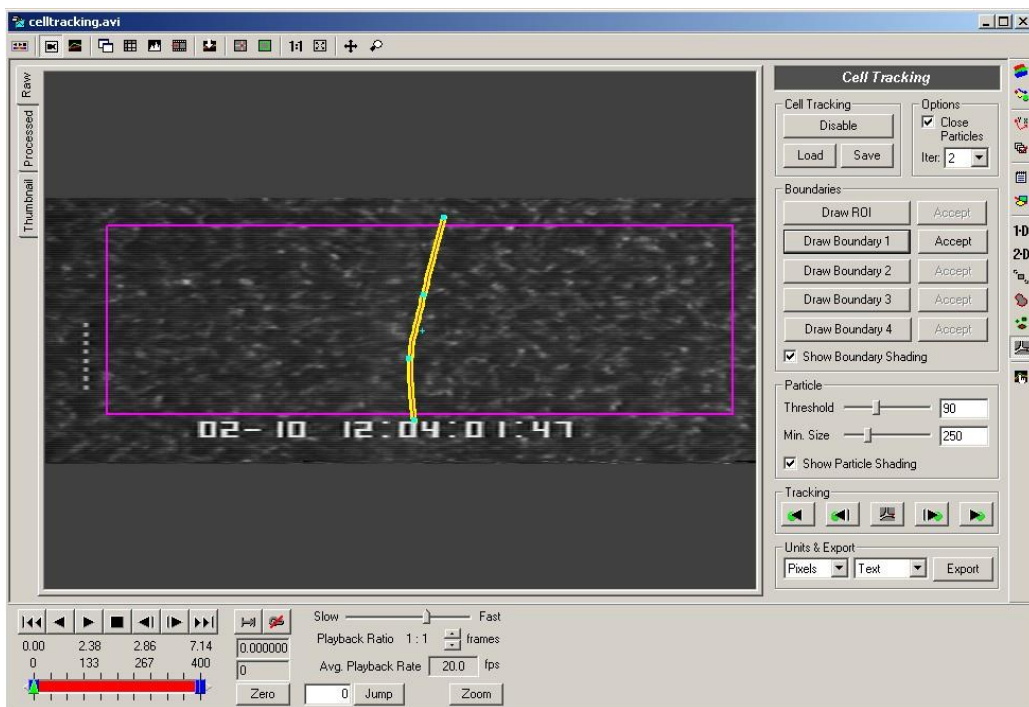 celltracking.avi
1:1
Raw
Processed
Thumbnail
02-10 12:04:01:47
Cell Tracking
Cell Tracking
Disable
Load Save
Options
Close Particles
Iter: 2
Boundaries
Draw ROI Accept
Draw Boundary 1 Accept
Draw Boundary 2 Accept
Draw Boundary 3 Accept
Draw Boundary 4 Accept
Show Boundary Shading
Particle
Threshold 90
Min. Size 250
Show Particle Shading
Tracking
Units & Export
Pixels Text Export
1-D
2-D
Slow Fast
Playback Ratio 1 : 1 frames
Avg. Playback Rate 20.0 fps
0.00 2.38 2.86 7.14
0 133 267 400
0.000000
0
Zero 0 Jump Zoom